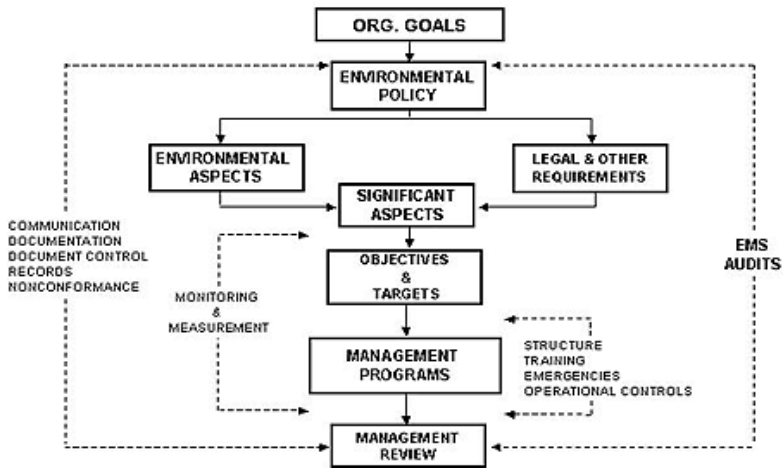 ORG. GOALS
ENVIRONMENTAL
POLICY
ENVIRONMENTAL
ASPECTS
LEGAL & OTHER
REQUIREMENTS
SIGNIFICANT
ASPECTS
COMMUNICATION
DOCUMENTATION
DOCUMENT CONTROL
RECORDS
NONCONFORMANCE
EMS
AUDITS
OBJECTIVES
&
TARGETS
MONITORING
&
MEASUREMENT
STRUCTURE
TRAINING
EMERGENCIES
OPERATIONAL CONTROLS
MANAGEMENT
PROGRAMS
MANAGEMENT
REVIEW